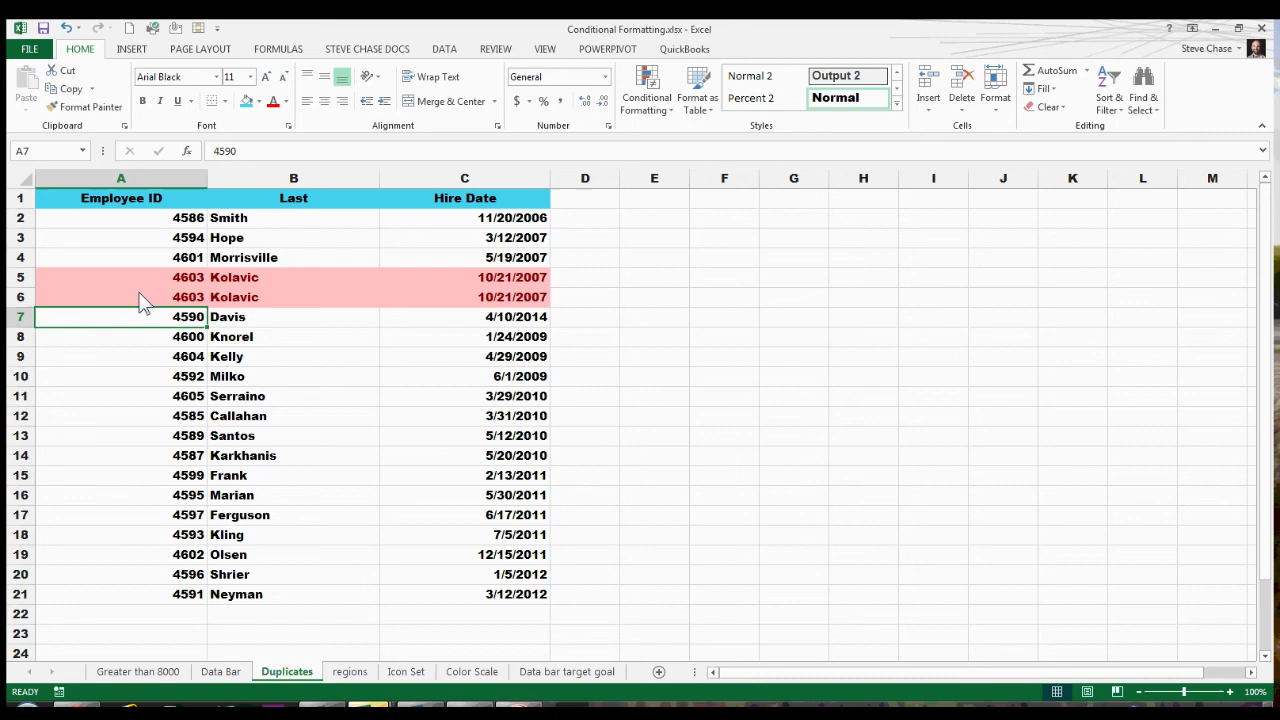 Conditional Formatting.xlsx - Excel
FILE HOME INSERT PAGE LAYOUT FORMULAS STEVE CHASE DOCS DATA REVIEW VIEW POWERPIVOT QuickBooks Steve Chase
Paste Cut Copy Format Painter Clipboard
Arial Black 11 B I U A A A Font
Wrap Text Merge & Center Alignment
General $ % , Number
Conditional Formatting Format as Table Normal 2 Output 2 Percent 2 Normal Styles
Insert Delete Format Cells
AutoSum Fill Clear Sort & Filter Find & Select Editing
A7 fx 4590
A B C D E F G H I J K L M
1 Employee ID Last Hire Date
2 4586 Smith 11/20/2006
3 4594 Hope 3/12/2007
4 4601 Morrisville 5/19/2007
5 4603 Kolavic 10/21/2007
6 4603 Kolavic 10/21/2007
7 4590 Davis 4/10/2014
8 4600 Knorel 1/24/2009
9 4604 Kelly 4/29/2009
10 4592 Milko 6/1/2009
11 4605 Serraino 3/29/2010
12 4585 Callahan 3/31/2010
13 4589 Santos 5/12/2010
14 4587 Karkhanis 5/20/2010
15 4599 Frank 2/13/2011
16 4595 Marian 5/30/2011
17 4597 Ferguson 6/17/2011
18 4593 Kling 7/5/2011
19 4602 Olsen 12/15/2011
20 4596 Shrier 1/5/2012
21 4591 Neyman 3/12/2012
22
23
24
Greater than 8000 Data Bar Duplicates regions Icon Set Color Scale Data bar target goal
READY 100%